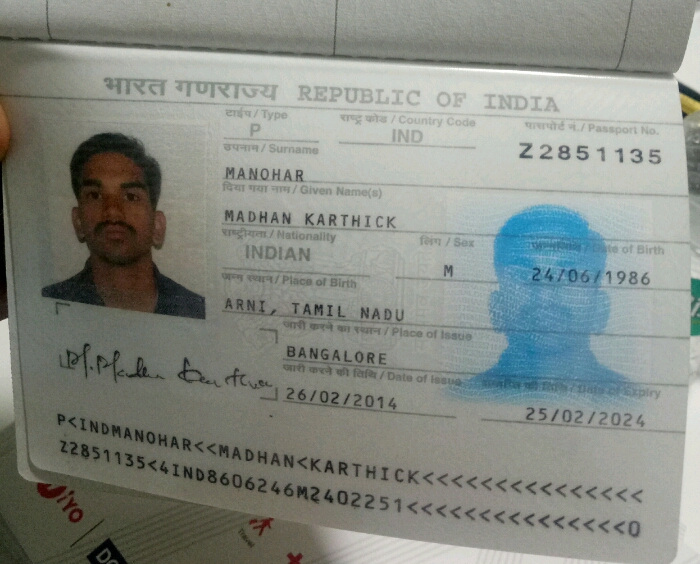 भारत गणराज्य REPUBLIC OF INDIA
टाईप / Type
राष्ट्र कोड / Country Code
पासपोर्ट नं. / Passport No.
P
IND
Z2851135
उपनाम / Surname
MANOHAR
दिया गया नाम / Given Name(s)
MADHAN KARTHICK
राष्ट्रीयता / Nationality
लिंग / Sex
जन्मतिथि / Date of Birth
INDIAN
M
24/06/1986
जन्म स्थान / Place of Birth
ARNI, TAMIL NADU
जारी करने का स्थान / Place of Issue
BANGALORE
जारी करने की तिथि / Date of Issue
समाप्ति की तिथि / Date of Expiry
26/02/2014
25/02/2024
P<INDMANOHAR<<MADHAN<KARTHICK<<<<<<<<<<<<<<<
Z2851135<4IND8606246M2402251<<<<<<<<<<<<<<<0